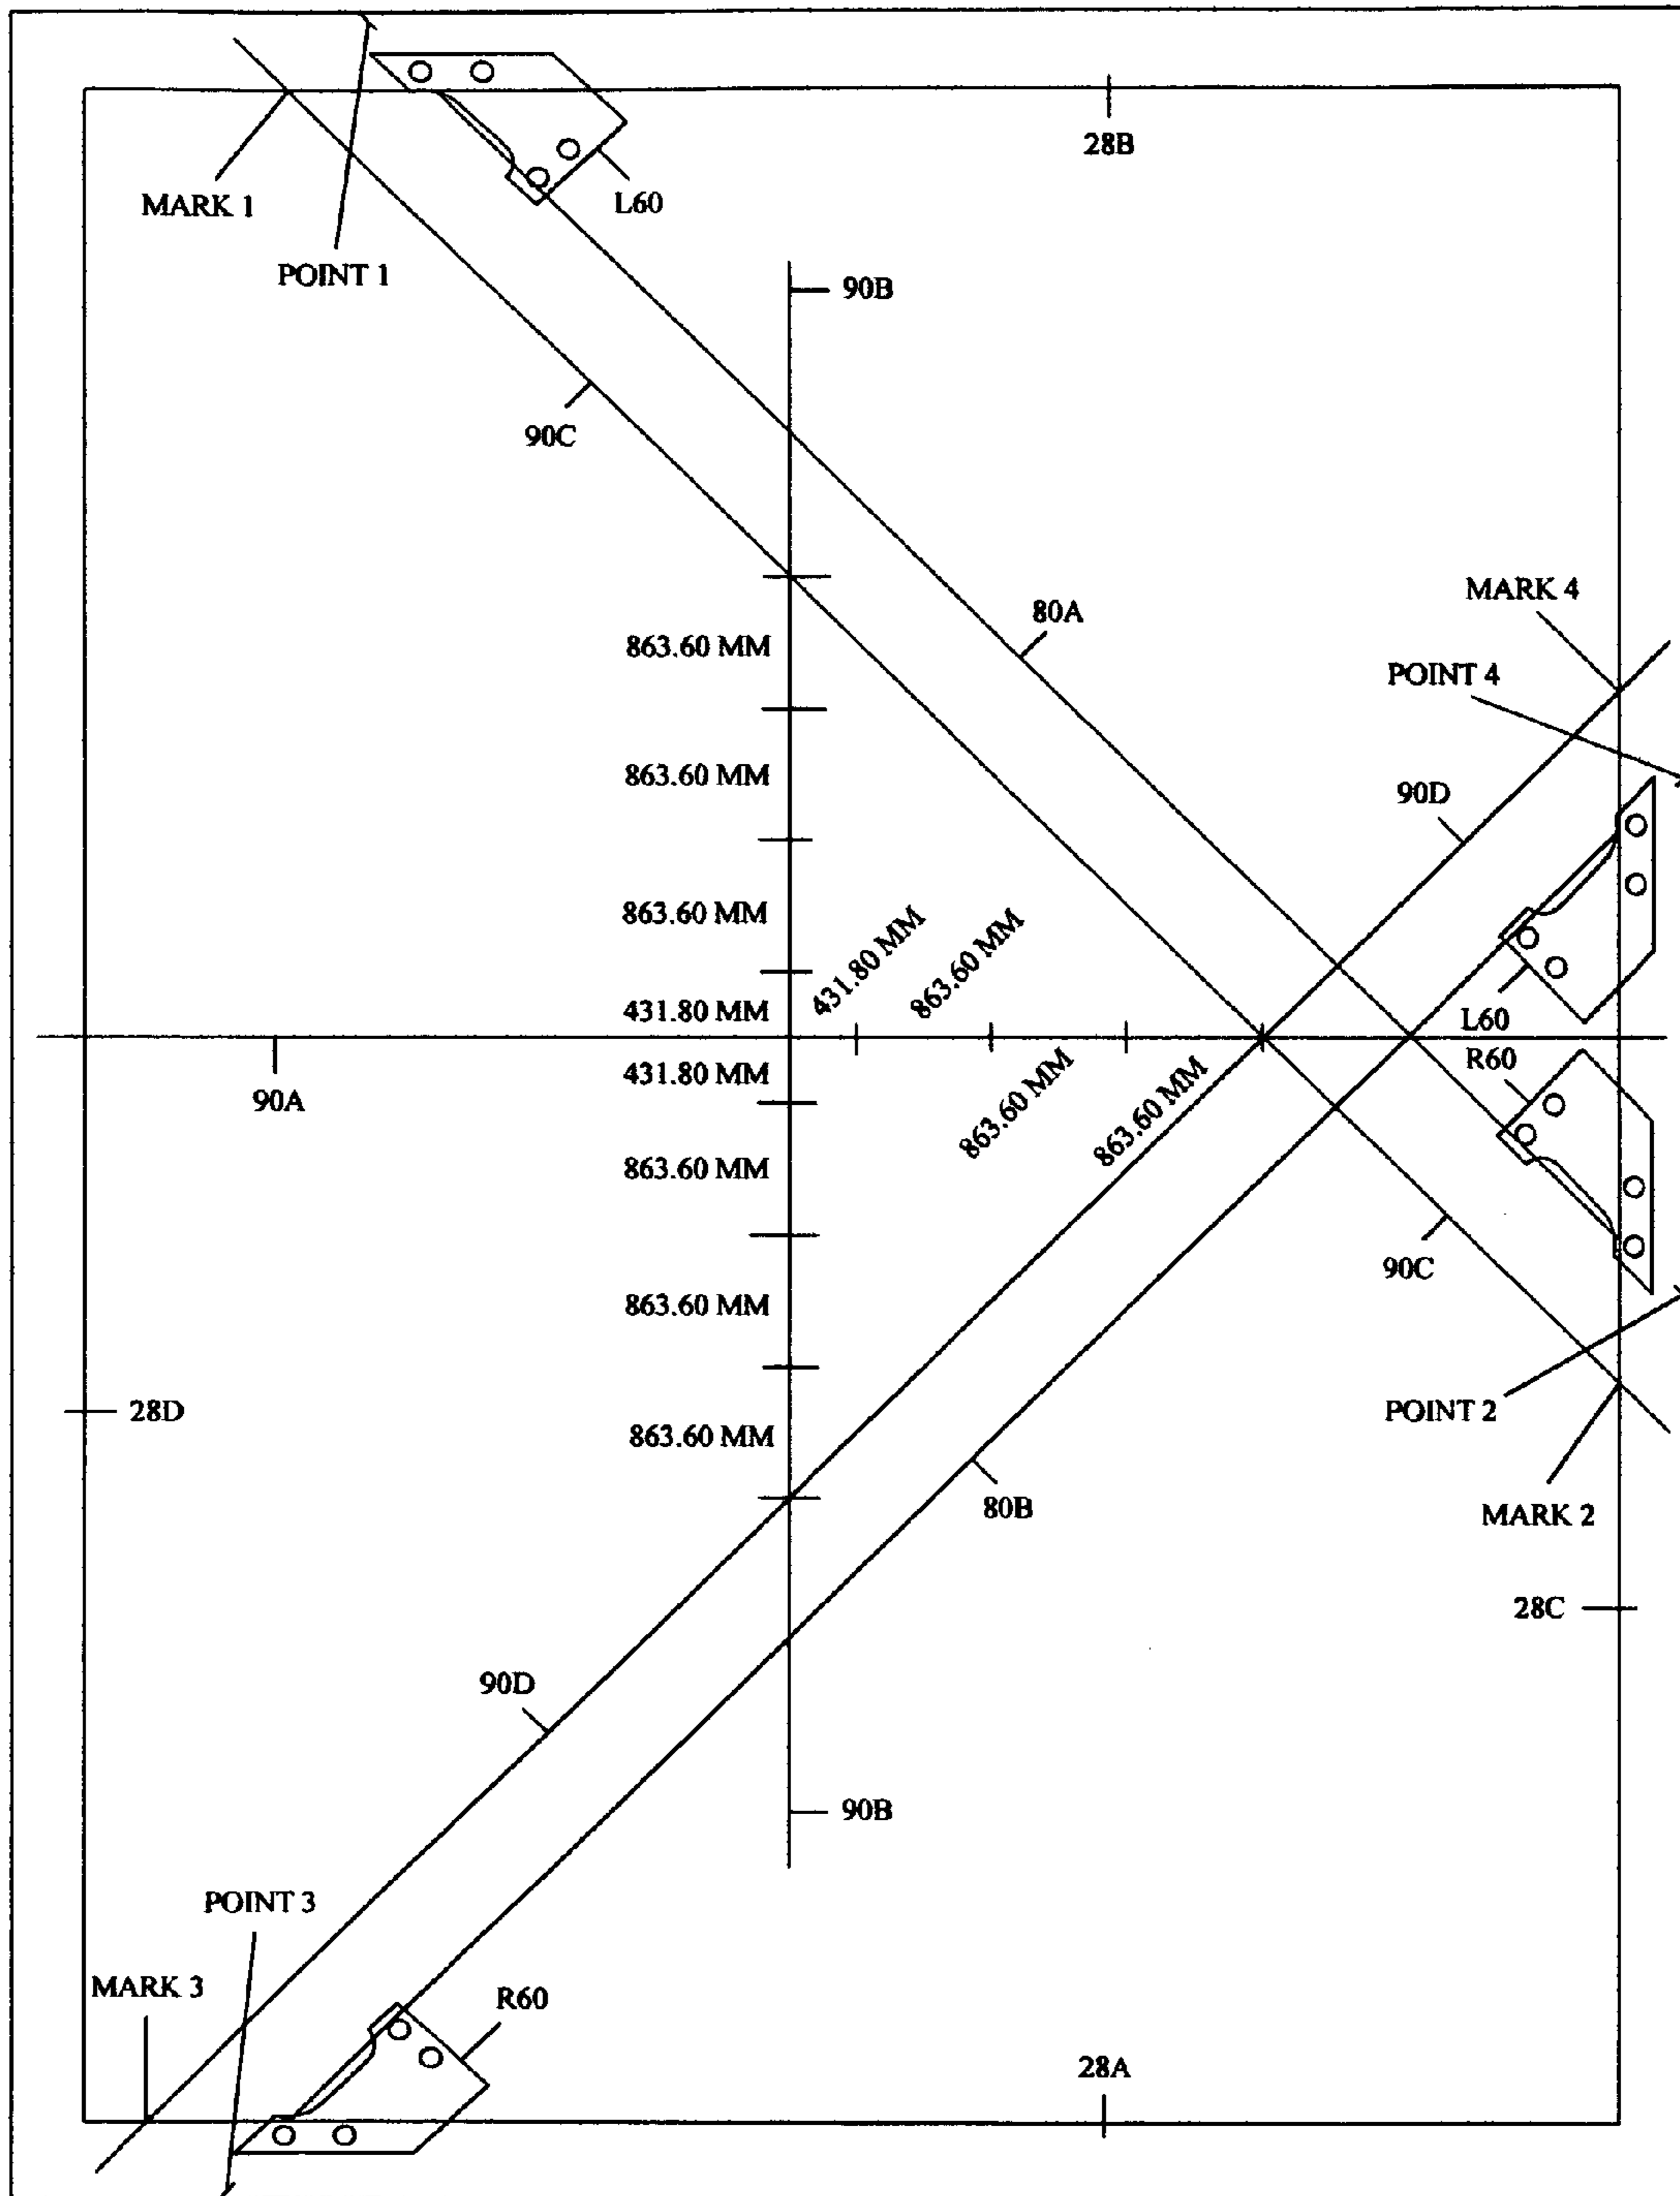 28B
MARK 1
L60
POINT 1
90B
90C
MARK 4
80A
863.60 MM
POINT 4
863.60 MM
90D
863.60 MM
431.80 MM
863.60 MM
431.80 MM
L60
R60
431.80 MM
90A
863.60 MM
863.60 MM
863.60 MM
90C
863.60 MM
28D
POINT 2
863.60 MM
80B
MARK 2
28C
90D
90B
POINT 3
MARK 3
R60
28A